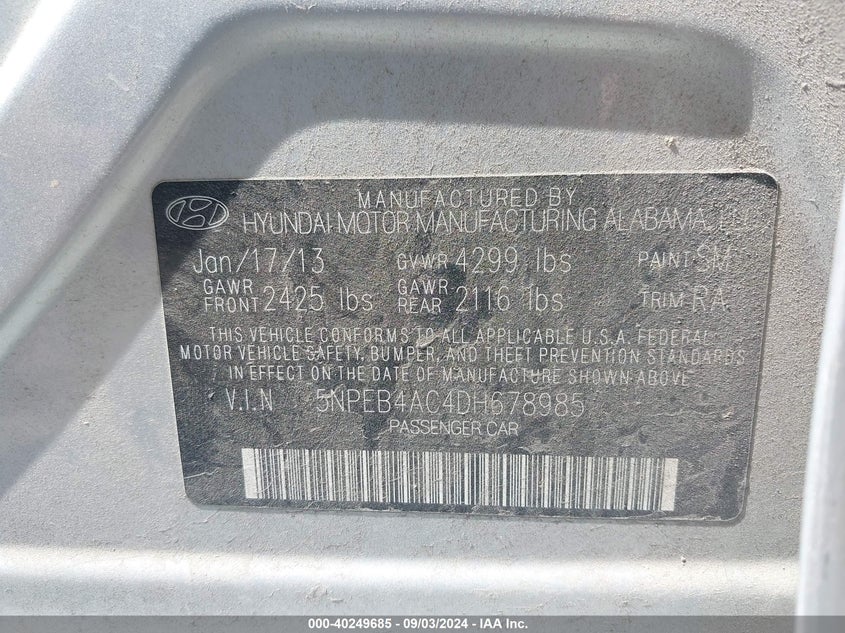 MANUFACTURED BY
HYUNDAI MOTOR MANUFACTURING ALABAMA,
Jan/17/13 GVWR 4299 lbs PAINT:SM
GAWR FRONT 2425 lbs GAWR REAR 2116 lbs TRIM:RA
THIS VEHICLE CONFORMS TO ALL APPLICABLE U.S.A. FEDERAL
MOTOR VEHICLE SAFETY, BUMPER, AND THEFT PREVENTION STANDARDS
IN EFFECT ON THE DATE OF MANUFACTURE SHOWN ABOVE
V.I.N 5NPEB4AC4DH678985
PASSENGER CAR
000-40249685 - 09/03/2024 - IAA Inc.